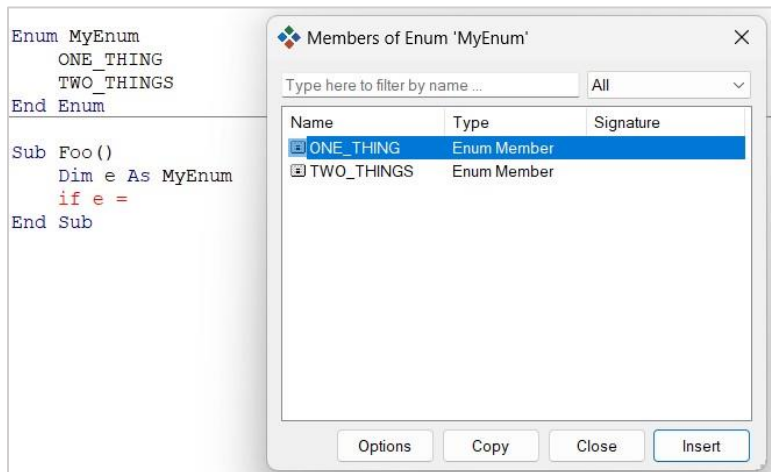 Enum MyEnum
ONE_THING
TWO_THINGS
End Enum
Sub Foo()
Dim e As MyEnum
if e =
End Sub
Members of Enum 'MyEnum'
Type here to filter by name ...
All
Name Type Signature
ONE_THING Enum Member
TWO_THINGS Enum Member
Options Copy Close Insert